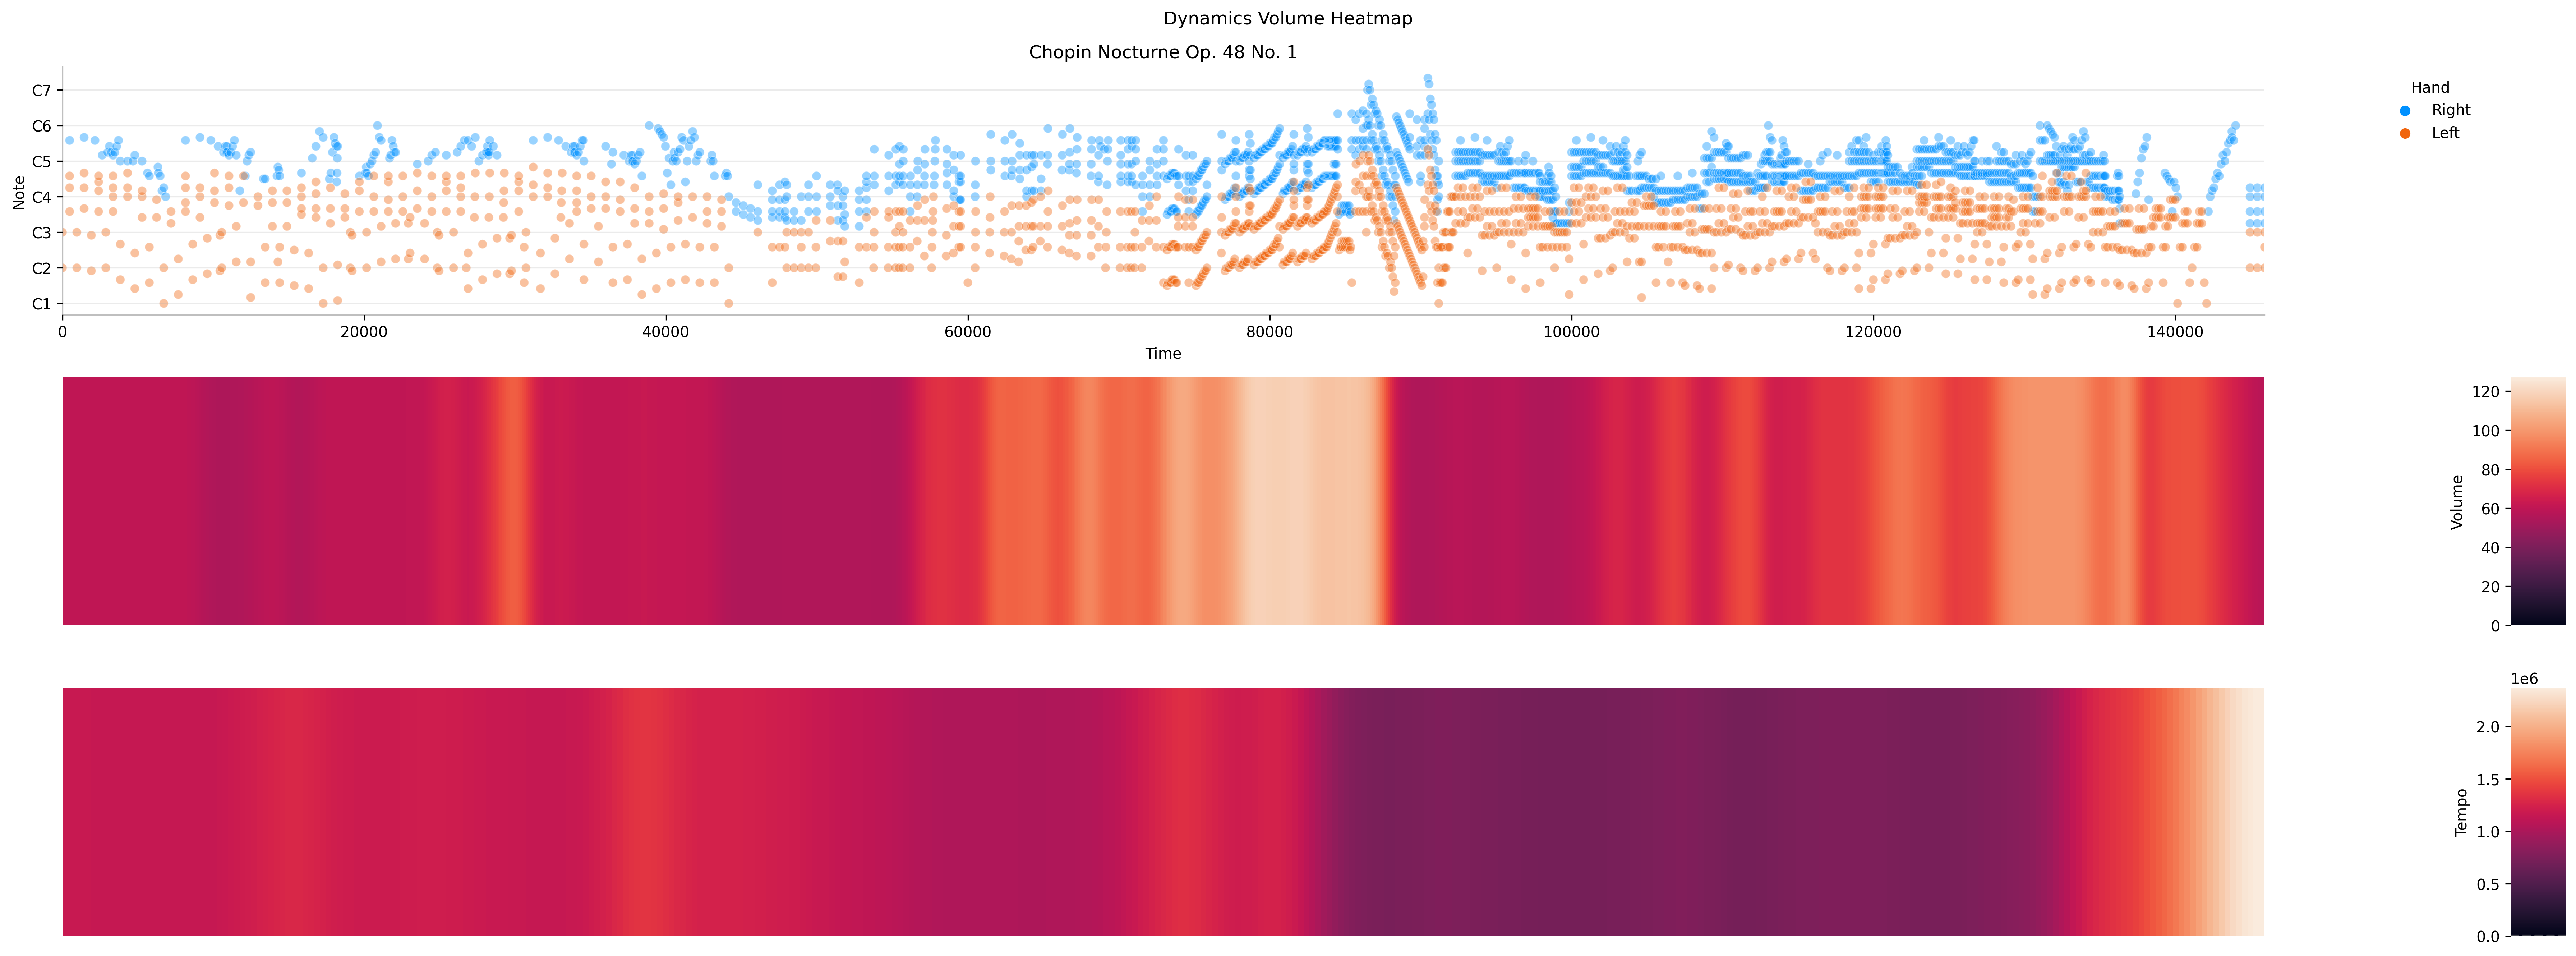 Dynamics Volume Heatmap
Chopin Nocturne Op. 48 No. 1
C7
C6
C5
C4
C3
C2
C1
Note
0 20000 40000 60000 80000 100000 120000 140000
Time
Hand
Right
Left
120
100
80
60
40
20
0
Volume
1e6
2.0
1.5
1.0
0.5
0.0
Tempo